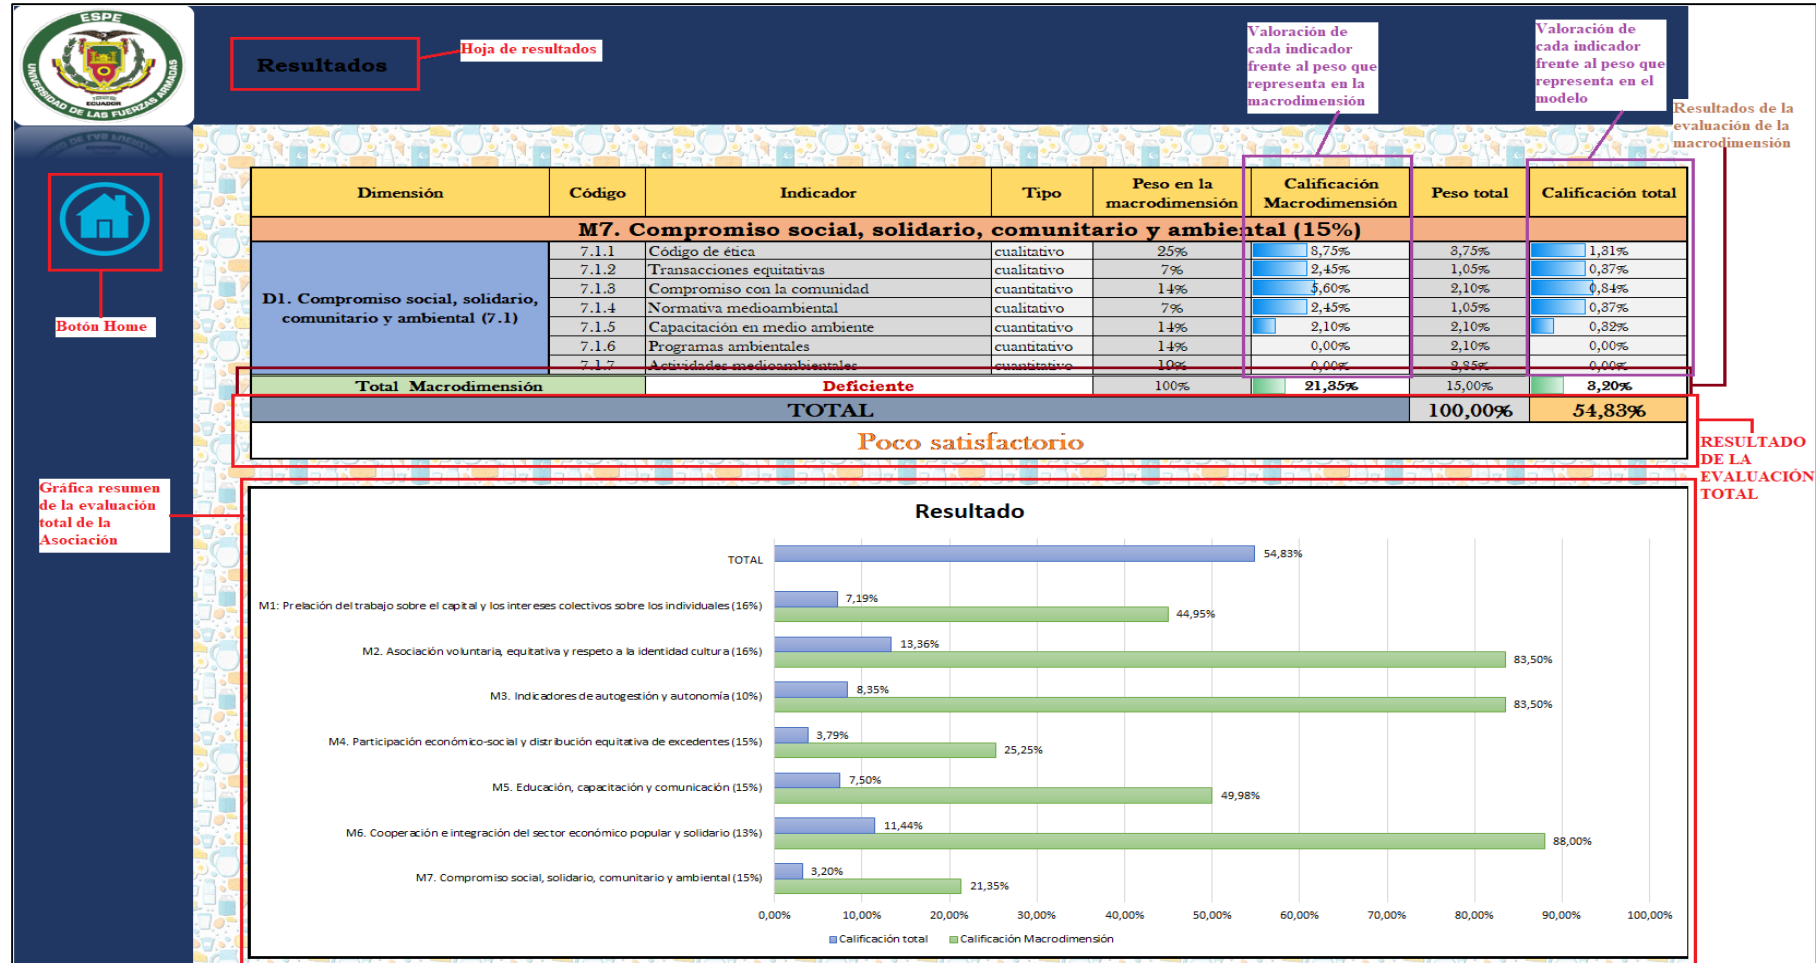 ESPE
UNIVERSIDAD DE LAS FUERZAS ARMADAS
ECUADOR
Resultados
Hoja de resultados
Valoración de
cada indicador
frente al peso que
representa en la
macrodimensión
Valoración de
cada indicador
frente al peso que
representa en el
modelo
Resultados de la
evaluación de la
macrodimensión
Botón Home
Dimensión Código Indicador Tipo Peso en la macrodimensión Calificación Macrodimensión Peso total Calificación total
M7. Compromiso social, solidario, comunitario y ambiental (15%)
D1. Compromiso social, solidario,
comunitario y ambiental (7.1)
7.1.1 Código de ética cualitativo 25% 8,75% 3,75% 1,31%
7.1.2 Transacciones equitativas cualitativo 7% 2,45% 1,05% 0,37%
7.1.3 Compromiso con la comunidad cuantitativo 14% 5,60% 2,10% 0,84%
7.1.4 Normativa medioambiental cualitativo 7% 2,45% 1,05% 0,37%
7.1.5 Capacitación en medio ambiente cuantitativo 14% 2,10% 2,10% 0,32%
7.1.6 Programas ambientales cuantitativo 14% 0,00% 2,10% 0,00%
7.1.7 Actividades medioambientales cuantitativo 19% 0,00% 2,85% 0,00%
Total Macrodimensión Deficiente 100% 21,35% 15,00% 3,20%
TOTAL 100,00% 54,83%
Poco satisfactorio
RESULTADO
DE LA
EVALUACIÓN
TOTAL
Gráfica resumen
de la evaluación
total de la
Asociación
Resultado
TOTAL 54,83%
M1: Prelación del trabajo sobre el capital y los intereses colectivos sobre los individuales (16%) 7,19% 44,95%
M2. Asociación voluntaria, equitativa y respeto a la identidad cultura (16%) 13,36% 83,50%
M3. Indicadores de autogestión y autonomía (10%) 8,35% 83,50%
M4. Participación económico-social y distribución equitativa de excedentes (15%) 3,79% 25,25%
M5. Educación, capacitación y comunicación (15%) 7,50% 49,98%
M6. Cooperación e integración del sector económico popular y solidario (13%) 11,44% 88,00%
M7. Compromiso social, solidario, comunitario y ambiental (15%) 3,20% 21,35%
0,00% 10,00% 20,00% 30,00% 40,00% 50,00% 60,00% 70,00% 80,00% 90,00% 100,00%
Calificación total Calificación Macrodimensión